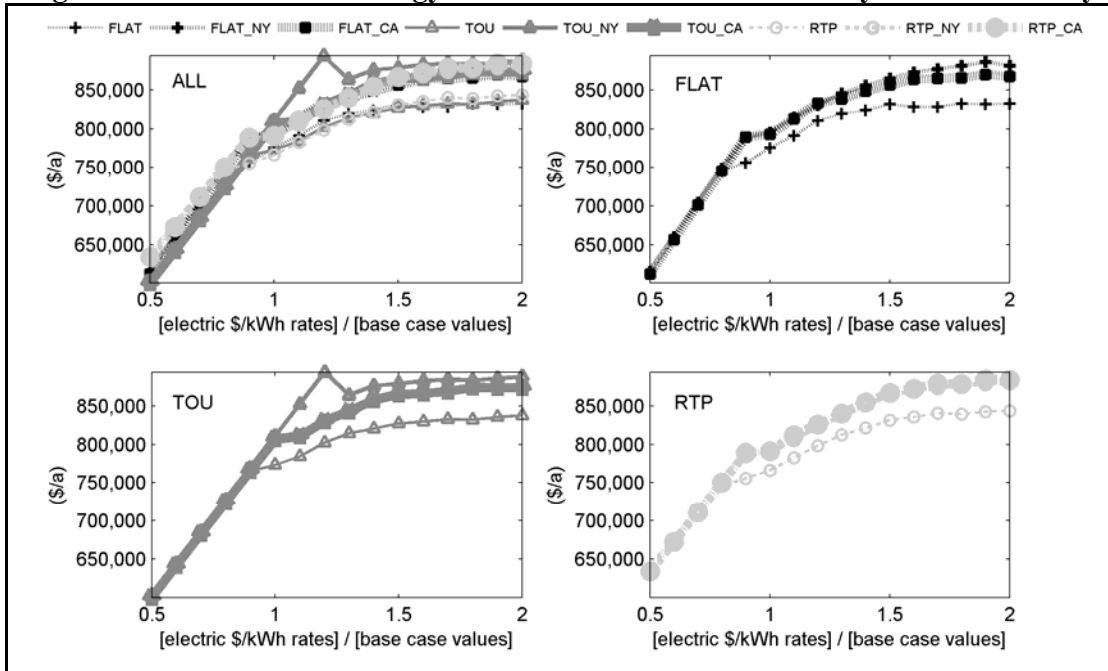 FLAT FLAT_NY FLAT_CA TOU TOU_NY TOU_CA RTP RTP_NY RTP_CA
ALL
850,000
800,000
750,000
700,000
650,000
($/a)
0.5 1 1.5 2
[electric $/kWh rates] / [base case values]
FLAT
850,000
800,000
750,000
700,000
650,000
($/a)
0.5 1 1.5 2
[electric $/kWh rates] / [base case values]
TOU
850,000
800,000
750,000
700,000
650,000
($/a)
0.5 1 1.5 2
[electric $/kWh rates] / [base case values]
RTP
850,000
800,000
750,000
700,000
650,000
($/a)
0.5 1 1.5 2
[electric $/kWh rates] / [base case values]